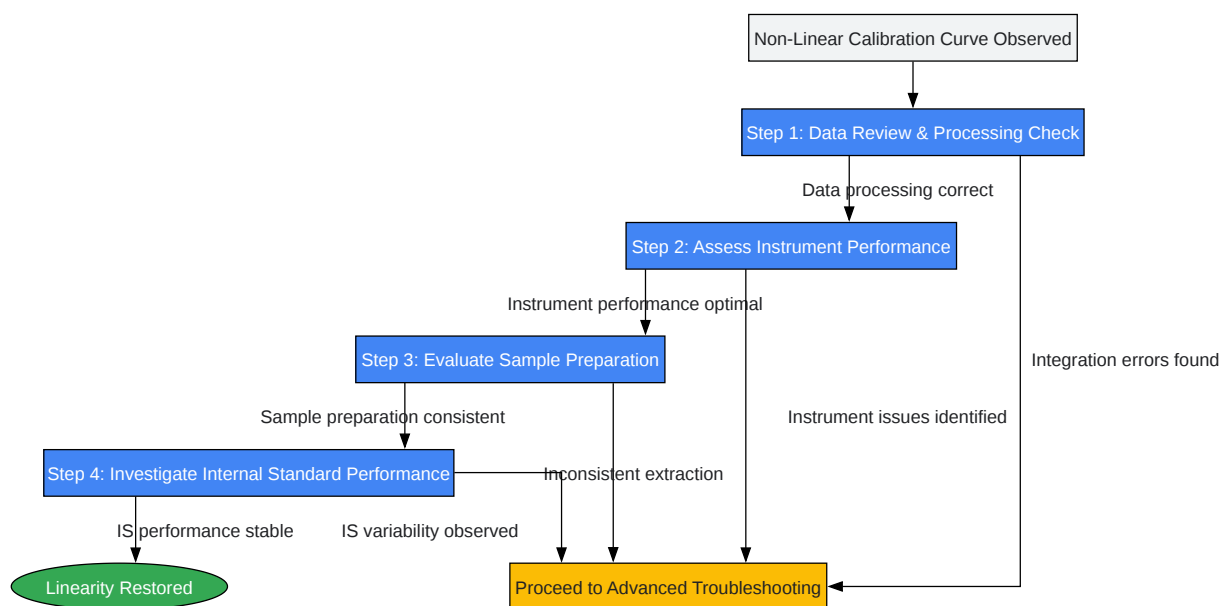 Non-Linear Calibration Curve Observed
Step 1: Data Review & Processing Check
Data processing correct
Step 2: Assess Instrument Performance
Instrument performance optimal
Step 3: Evaluate Sample Preparation
Integration errors found
Sample preparation consistent
Instrument issues identified
Step 4: Investigate Internal Standard Performance
Inconsistent extraction
IS performance stable
IS variability observed
Linearity Restored
Proceed to Advanced Troubleshooting